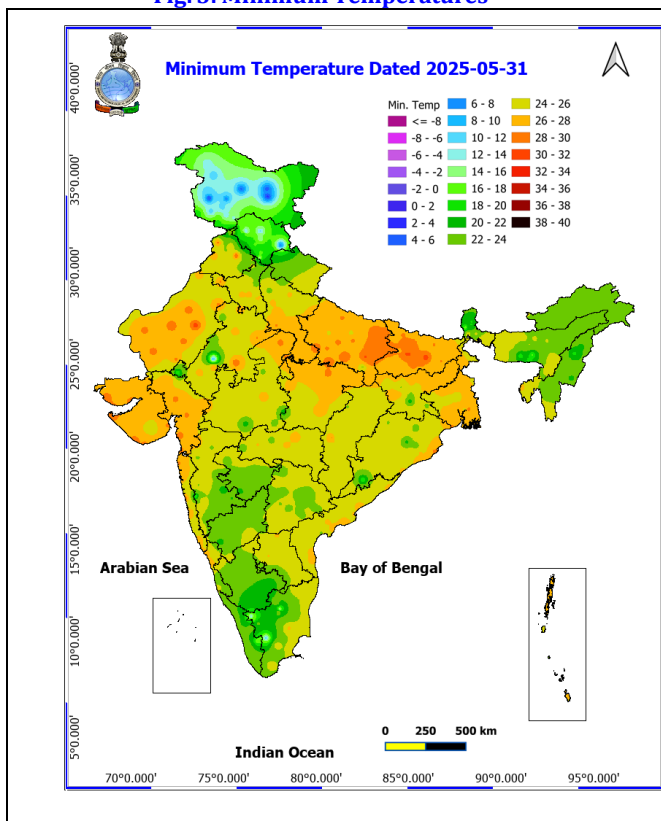 Fig. 3. Minimum Temperatures
Minimum Temperature Dated 2025-05-31
Min. Temp
<= -8
-8 - -6
-6 - -4
-4 - -2
-2 - 0
0 - 2
2 - 4
4 - 6
6 - 8
8 - 10
10 - 12
12 - 14
14 - 16
16 - 18
18 - 20
20 - 22
22 - 24
24 - 26
26 - 28
28 - 30
30 - 32
32 - 34
34 - 36
36 - 38
38 - 40
40°0.000'
35°0.000'
30°0.000'
25°0.000'
20°0.000'
15°0.000'
10°0.000'
5°0.000'
Arabian Sea
Bay of Bengal
0 250 500 km
Indian Ocean
70°0.000' 75°0.000' 80°0.000' 85°0.000' 90°0.000' 95°0.000'